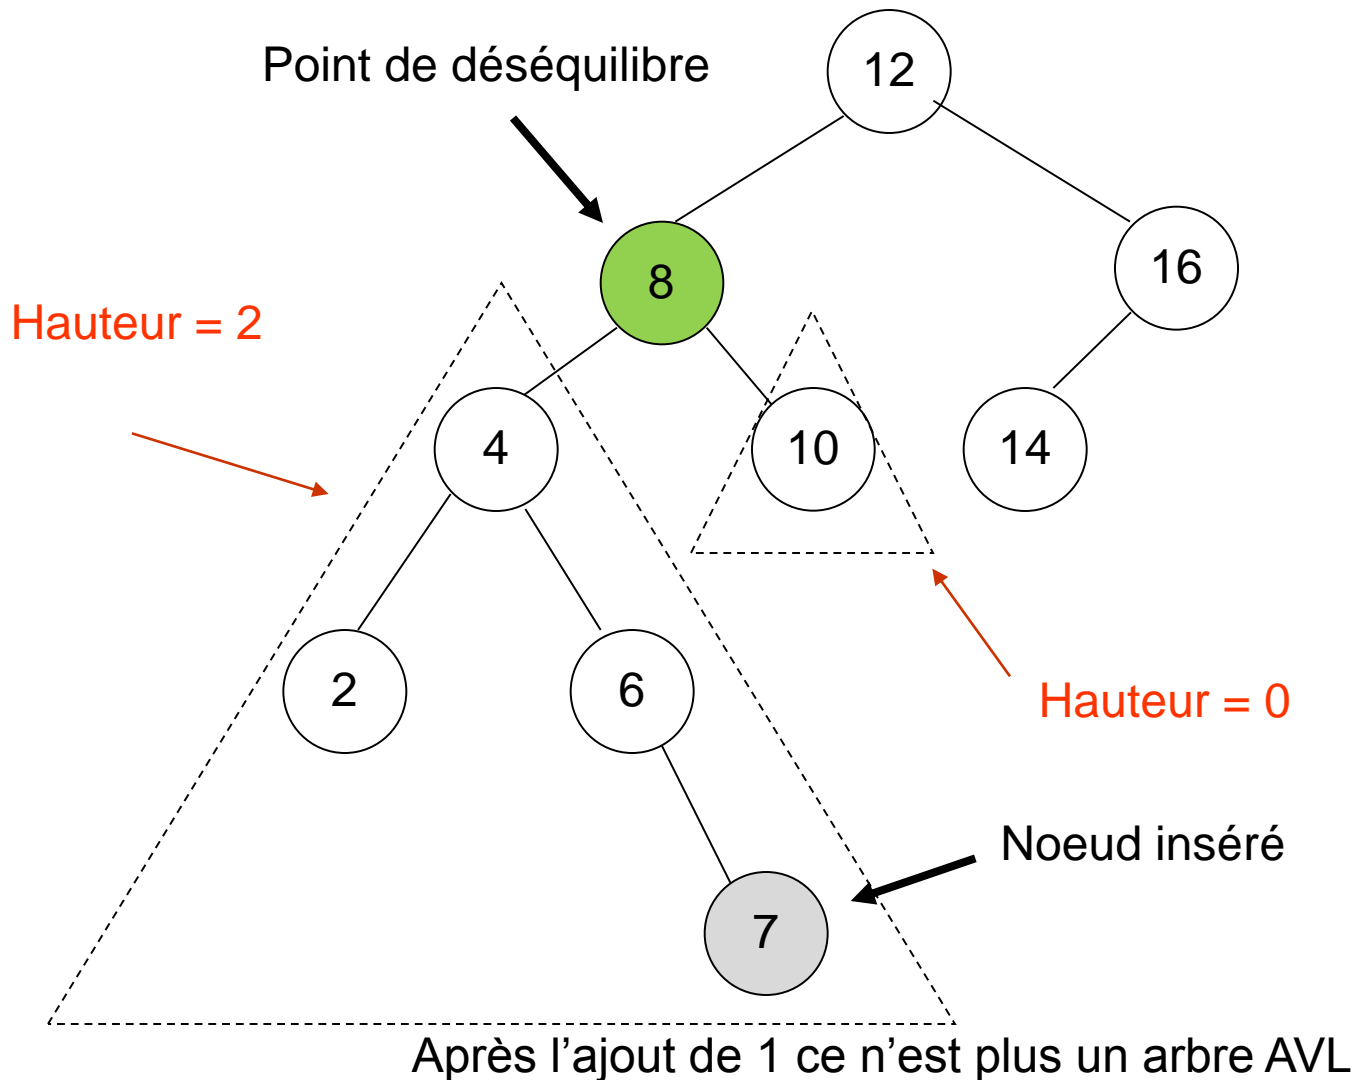 Point de déséquilibre
12
8
16
Hauteur = 2
4
10
14
2
6
Hauteur = 0
Noeud inséré
7
Après l’ajout de 1 ce n’est plus un arbre AVL